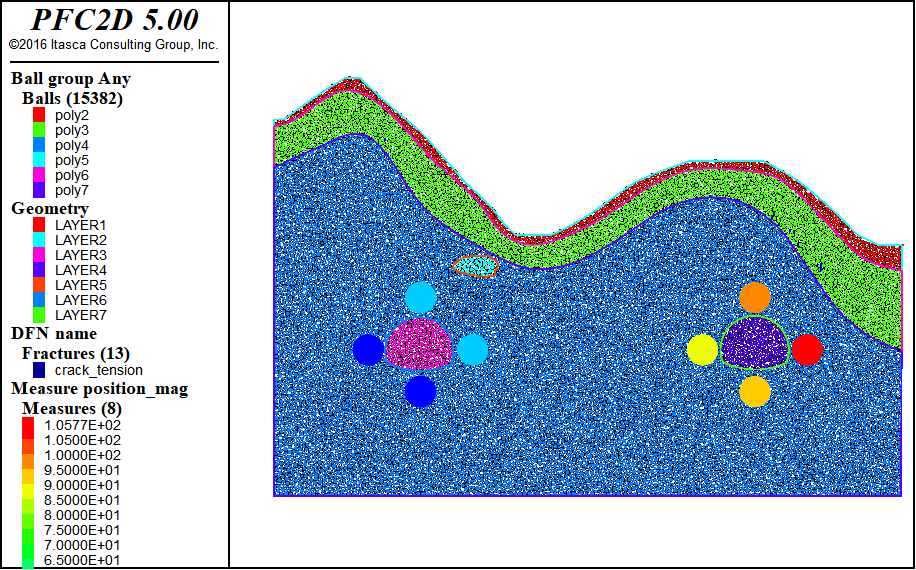 PFC2D 5.00
©2016 Itasca Consulting Group, Inc.
Ball group Any
Balls (15382)
poly2
poly3
poly4
poly5
poly6
poly7
Geometry
LAYER1
LAYER2
LAYER3
LAYER4
LAYER5
LAYER6
LAYER7
DFN name
Fractures (13)
crack_tension
Measure position_mag
Measures (8)
1.0577E+02
1.0500E+02
1.0000E+02
9.5000E+01
9.0000E+01
8.5000E+01
8.0000E+01
7.5000E+01
7.0000E+01
6.5000E+01